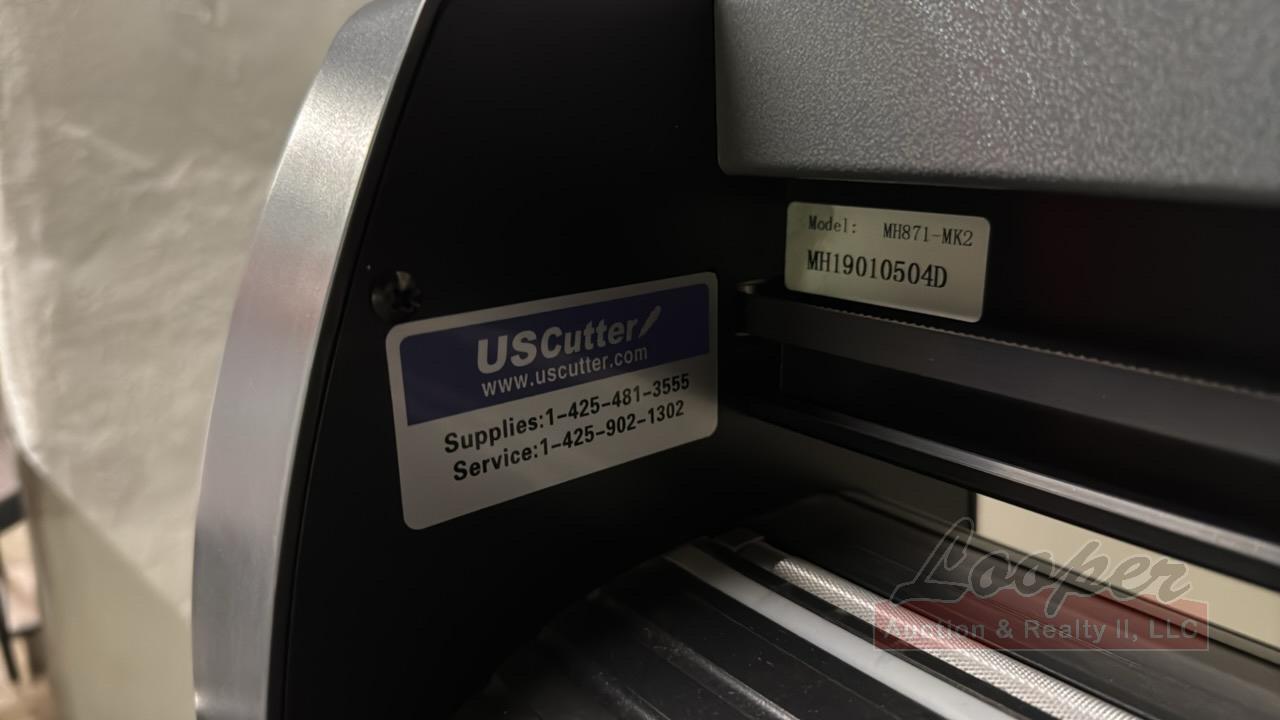 Model: MH871-MK2
MH19010504D
USCutter
www.uscutter.com
Supplies:1-425-481-3555
Service:1-425-902-1302
Looper
Auction & Realty II, LLC